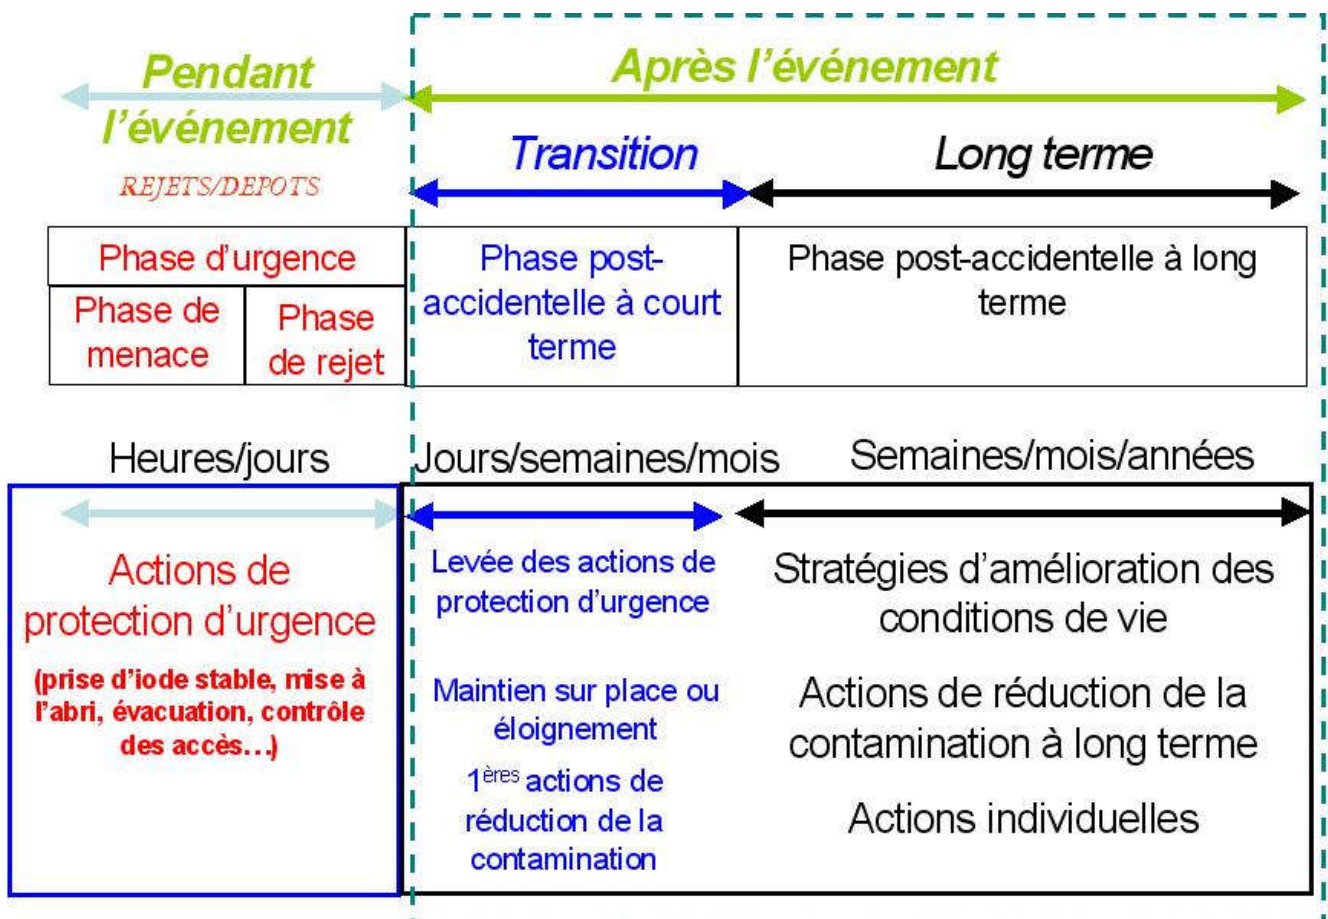 Pendant
l'événement
REJETS/DEPOTS
Après l'événement
Transition
Long terme
Phase d'urgence
Phase de
menace
Phase
de rejet
Phase post-
accidentelle à court
terme
Phase post-accidentelle à long
terme
Heures/jours
Jours/semaines/mois
Semaines/mois/années
Actions de
protection d'urgence
(prise d'iode stable, mise à
l'abri, évacuation, contrôle
des accès…)
Levée des actions de
protection d'urgence
Maintien sur place ou
éloignement
1ères actions de
réduction de la
contamination
Stratégies d'amélioration des
conditions de vie
Actions de réduction de la
contamination à long terme
Actions individuelles